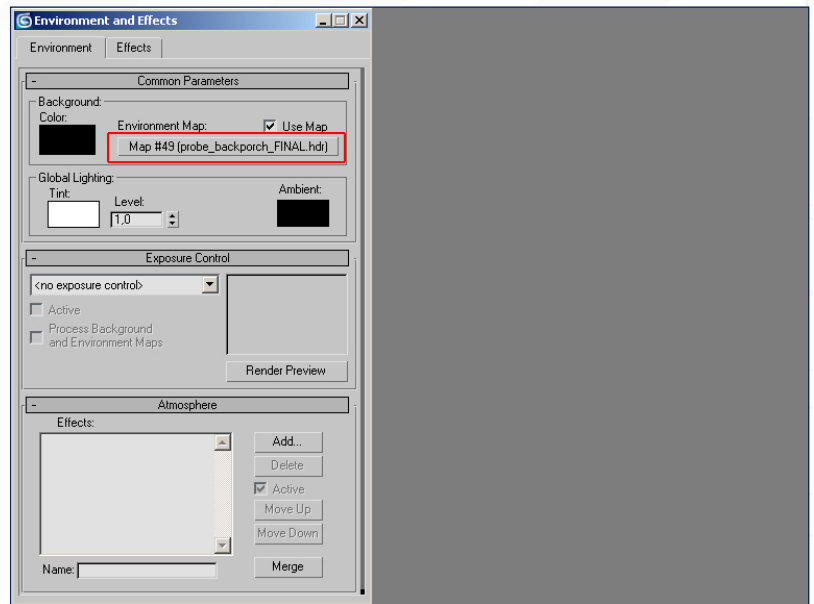 Environment and Effects
Environment Effects
- Common Parameters
Background:
Color:
Environment Map: Use Map
Map #49 (probe_backporch_FINAL.hdr)
Global Lighting:
Tint: Level: Ambient:
1,0
- Exposure Control
<no exposure control>
Active
Process Background
and Environment Maps
Render Preview
- Atmosphere
Effects:
Add...
Delete
Active
Move Up
Move Down
Name: Merge